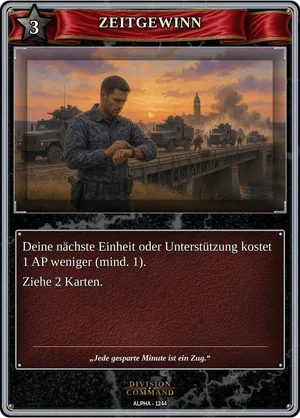 3
ZEITGEWINN
Deine nächste Einheit oder Unterstützung kostet
1 AP weniger (mind. 1).
Ziehe 2 Karten.
„Jede gesparte Minute ist ein Zug.“
DIVISION
COMMAND
ALPHA - 1244